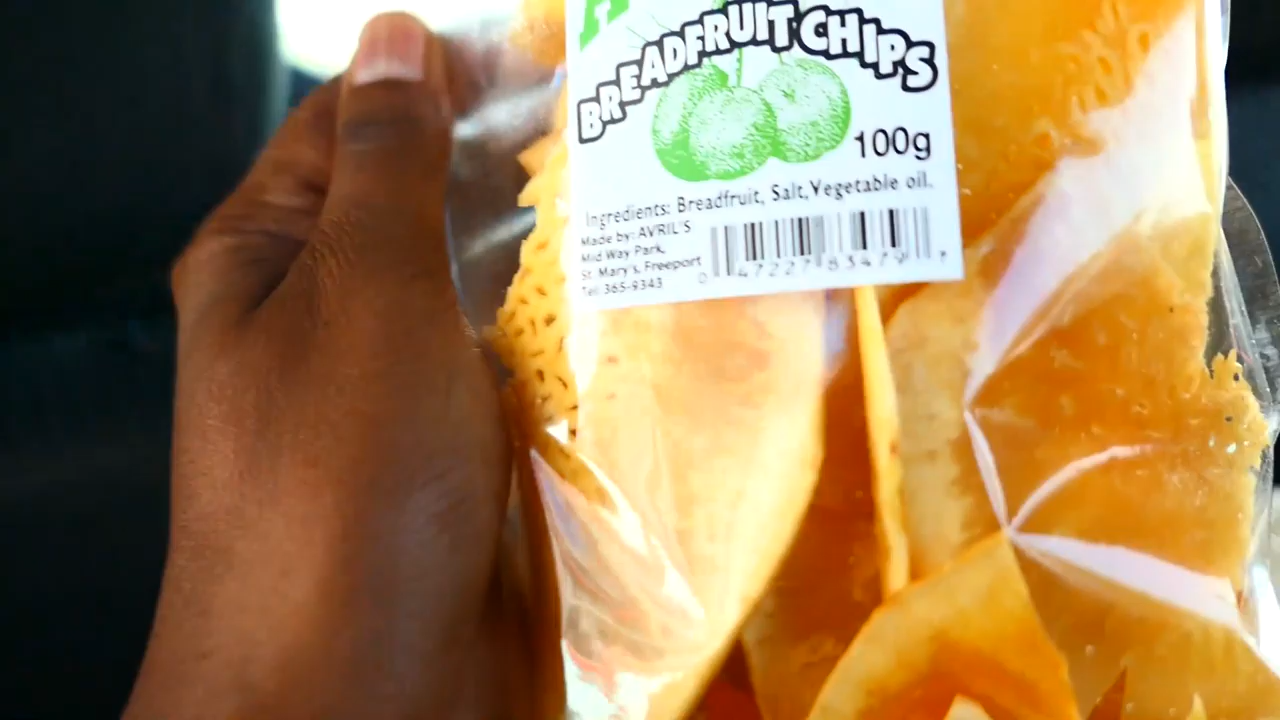 BREADFRUIT CHIPS
100g
Ingredients: Breadfruit, Salt, Vegetable oil.
Made by: AVRIL'S
Mid Way Park,
St. Mary's, Freeport
Tel: 365-9343